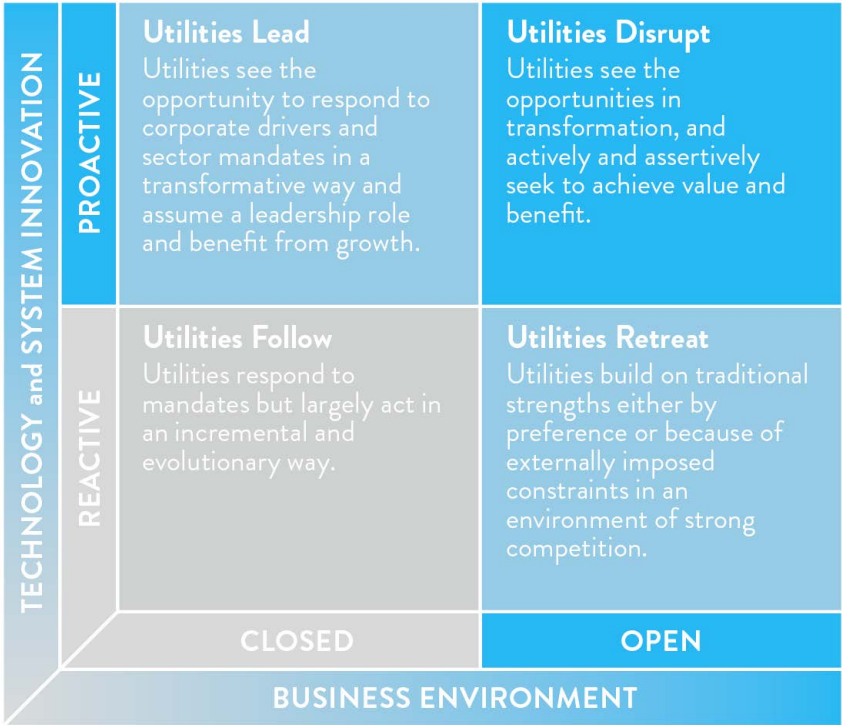 TECHNOLOGY and SYSTEM INNOVATION
PROACTIVE
Utilities Lead
Utilities see the
opportunity to respond to
corporate drivers and
sector mandates in a
transformative way and
assume a leadership role
and benefit from growth.
Utilities Disrupt
Utilities see the
opportunities in
transformation, and
actively and assertively
seek to achieve value and
benefit.
REACTIVE
Utilities Follow
Utilities respond to
mandates but largely act in
an incremental and
evolutionary way.
Utilities Retreat
Utilities build on traditional
strengths either by
preference or because of
externally imposed
constraints in an
environment of strong
competition.
CLOSED
OPEN
BUSINESS ENVIRONMENT